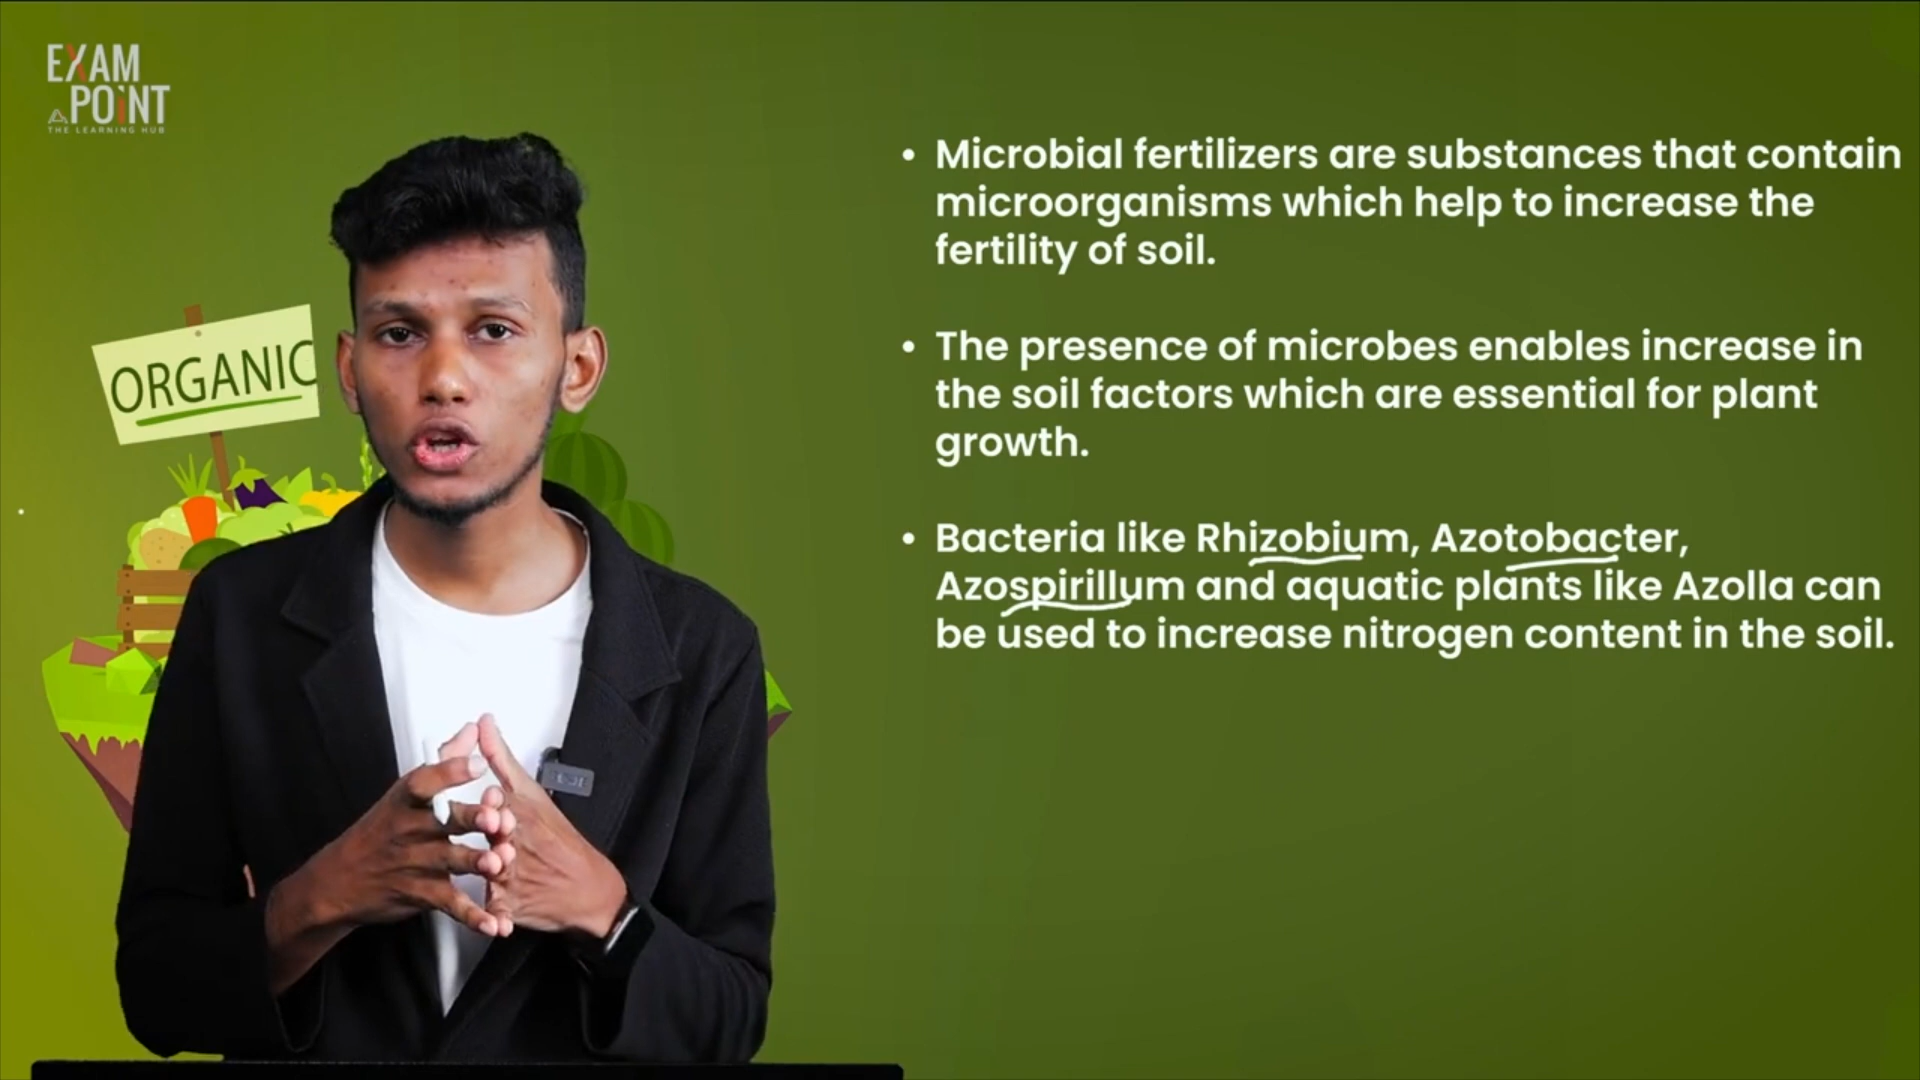 EXAM
POINT
THE LEARNING HUB
ORGANIC
• Microbial fertilizers are substances that contain
microorganisms which help to increase the
fertility of soil.
• The presence of microbes enables increase in
the soil factors which are essential for plant
growth.
• Bacteria like Rhizobium, Azotobacter,
Azospirillum and aquatic plants like Azolla can
be used to increase nitrogen content in the soil.